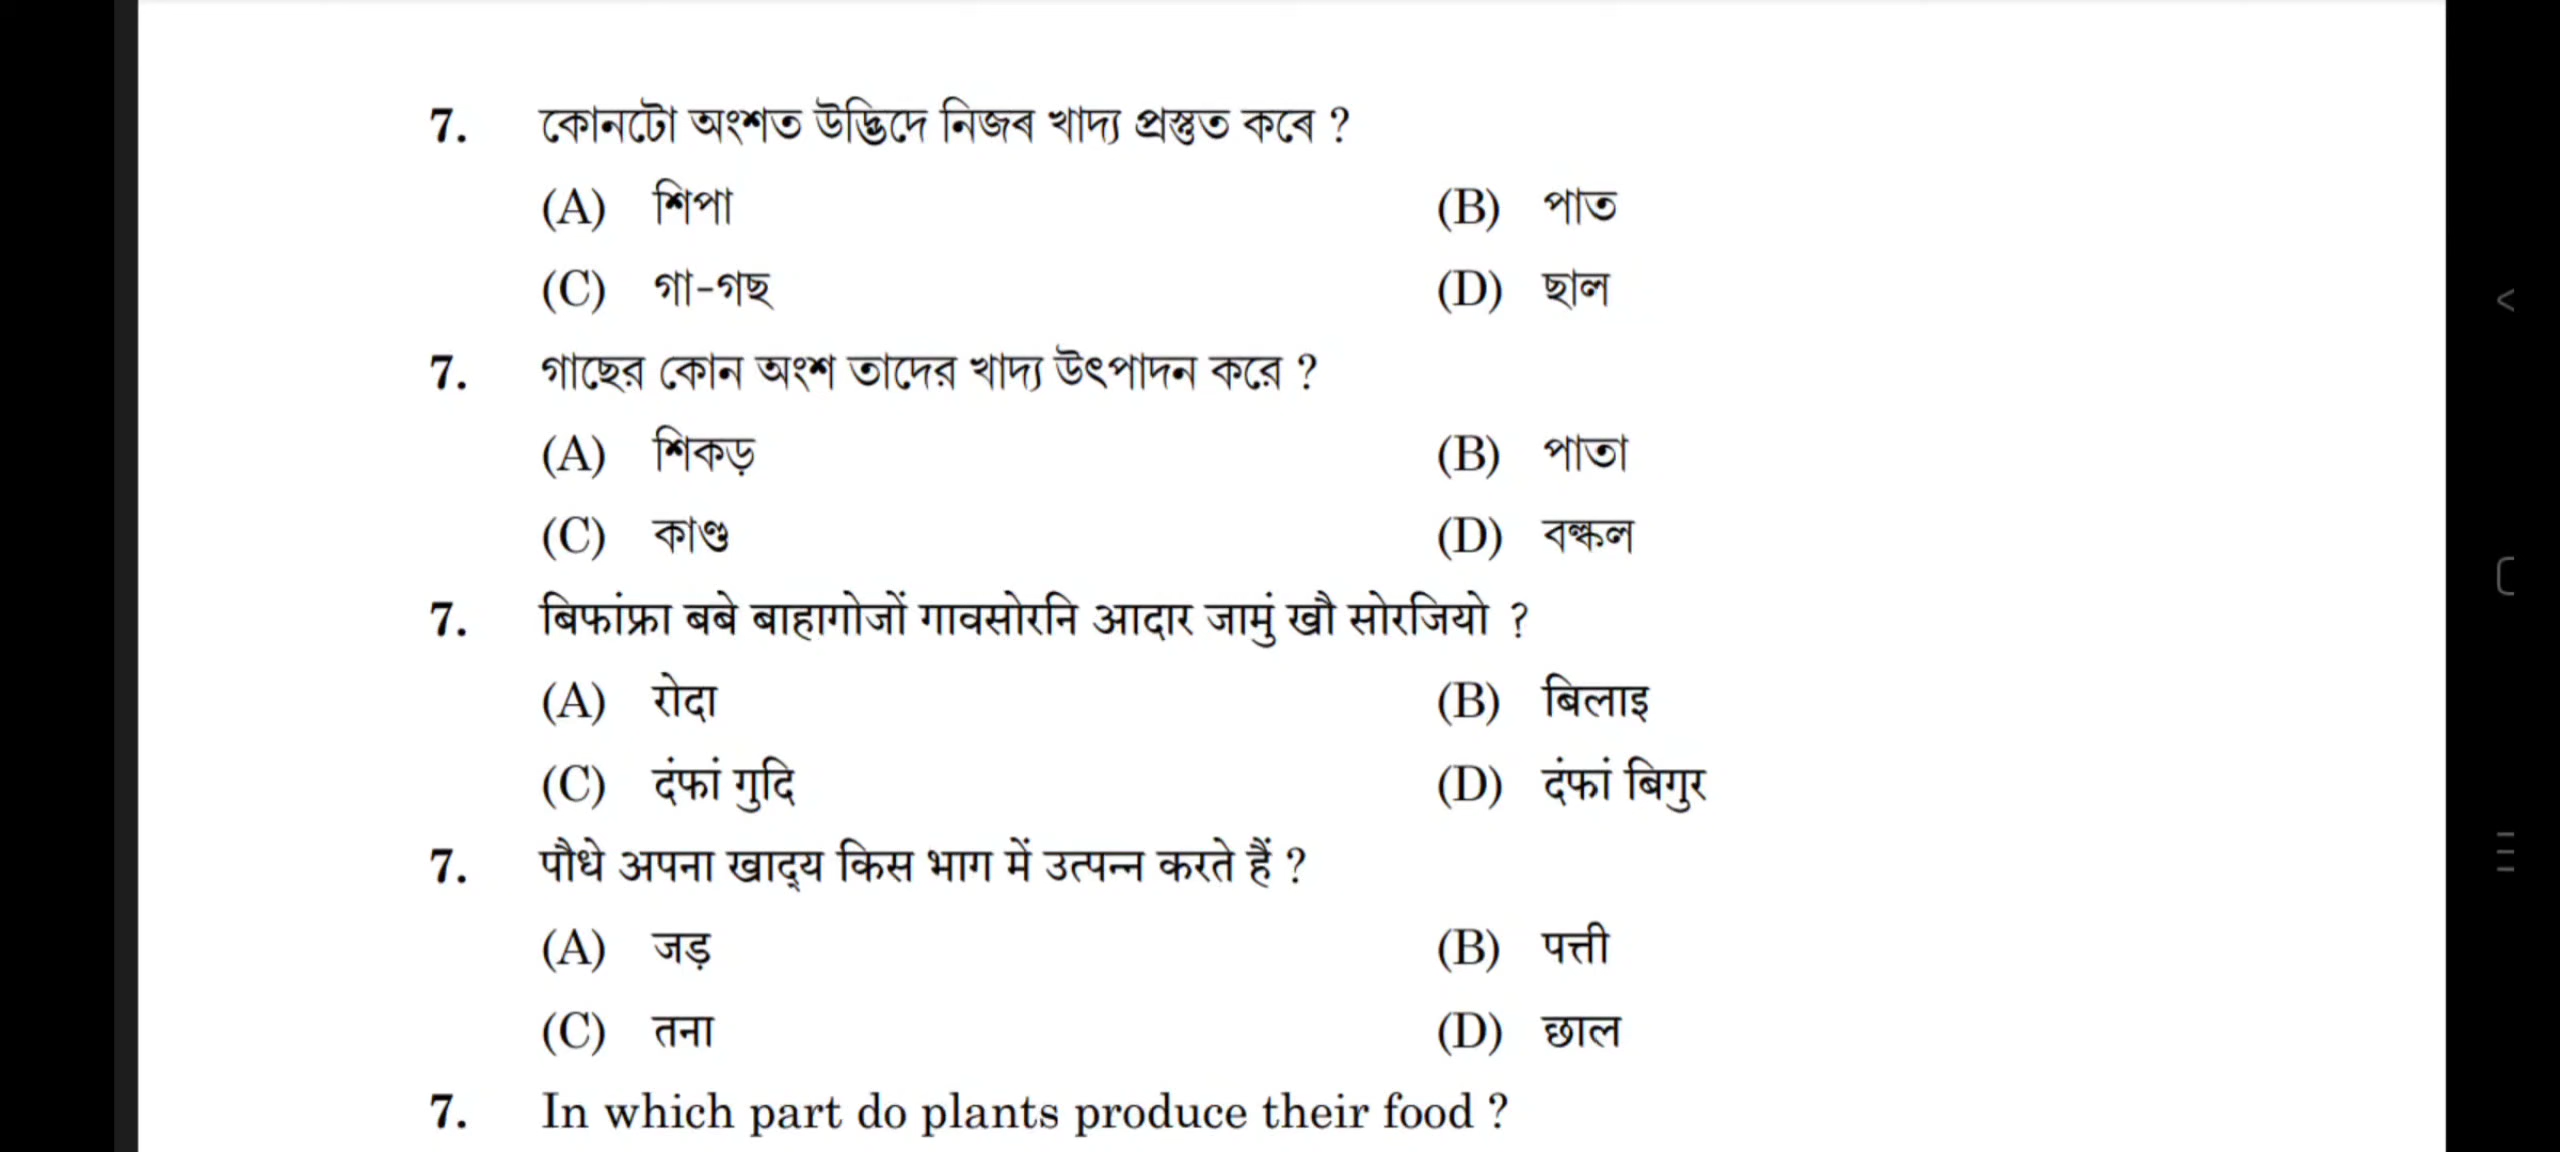 7. কোনটো অংশত উদ্ভিদে নিজৰ খাদ্য প্ৰস্তুত কৰে ?
(A) শিপা (B) পাত
(C) গা-গছ (D) ছাল
7. গাছের কোন অংশ তাদের খাদ্য উৎপাদন করে ?
(A) শিকড় (B) পাতা
(C) কাণ্ড (D) বল্কল
7. बिफांफ्रा बबे बाहागोजों गावसोरनि आदार जामुं खौ सोरजियो ?
(A) रोदा (B) बिलाइ
(C) दंफां गुदि (D) दंफां बिगुर
7. पौधे अपना खाद्य किस भाग में उत्पन्न करते हैं ?
(A) जड़ (B) पत्ती
(C) तना (D) छाल
7. In which part do plants produce their food ?